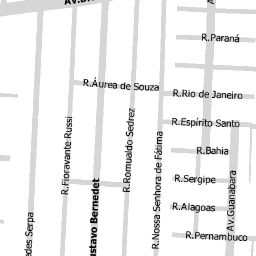 R.Paraná
R.Áurea de Souza
R.Rio de Janeiro
R.Espírito Santo
R.Bahia
R.Sergipe
R.Alagoas
R.Pernambuco
R.Fioravante Russi
R.Romualdo Sedrez
R.Nossa Senhora de Fátima
Av.Guanabara
Bernedet
Serpa